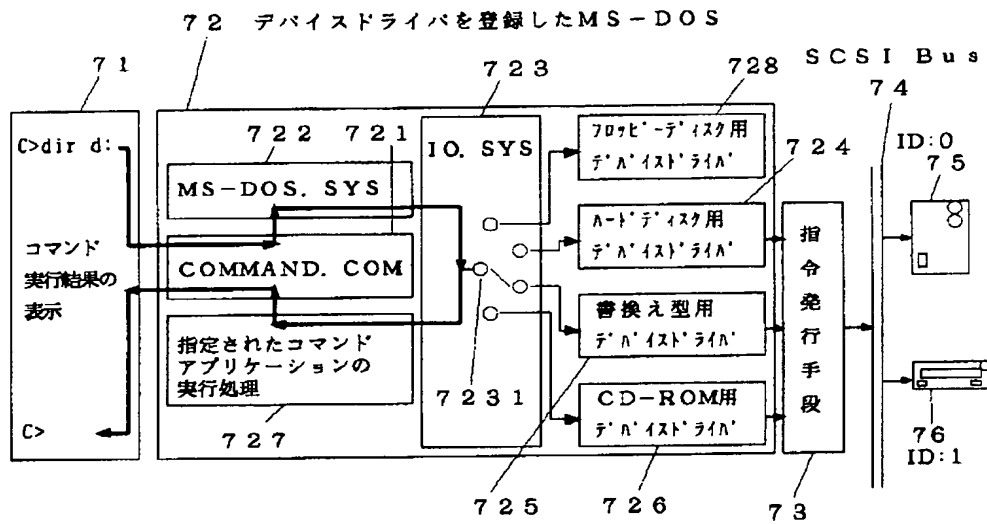 72 デバイスドライバを登録したMS-DOS
SCSI Bus
71
723
728
74
722
721
724
ID:0
75
C>dir d:
MS-DOS. SYS
IO. SYS
フロッピーディスク用
デバイスドライバ
コマンド
実行結果の
表示
COMMAND. COM
ハードディスク用
デバイスドライバ
指令発行手段
指定されたコマンド
アプリケーションの
実行処理
書換え型用
デバイスドライバ
7231
C>
CD-ROM用
デバイスドライバ
727
76
ID:1
725
726
73